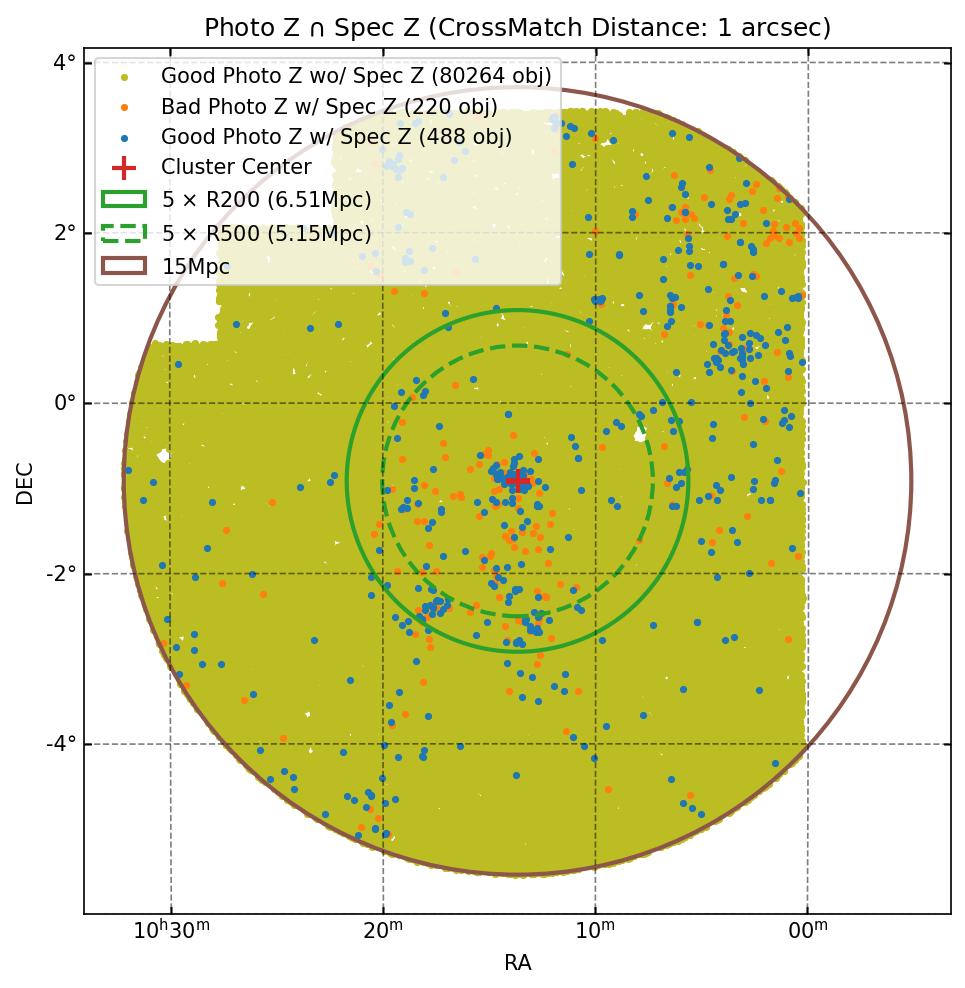 Photo Z ∩ Spec Z (CrossMatch Distance: 1 arcsec)
Good Photo Z wo/ Spec Z (80264 obj)
Bad Photo Z w/ Spec Z (220 obj)
Good Photo Z w/ Spec Z (488 obj)
Cluster Center
5 × R200 (6.51Mpc)
5 × R500 (5.15Mpc)
15Mpc
4°
2°
0°
-2°
-4°
DEC
10ʰ30ᵐ 20ᵐ 10ᵐ 00ᵐ
RA